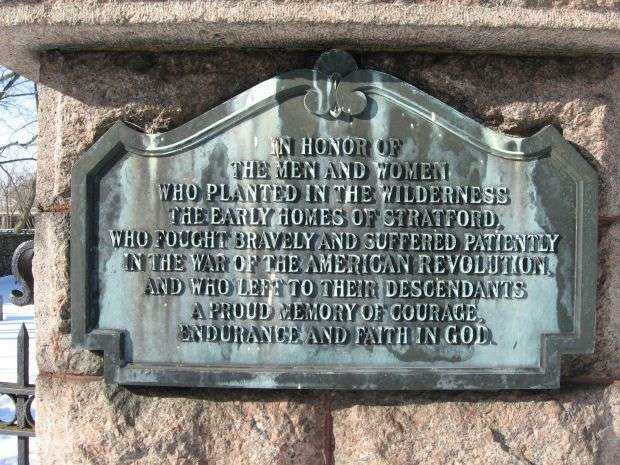 IN HONOR OF
THE MEN AND WOMEN
WHO PLANTED IN THE WILDERNESS
THE EARLY HOMES OF STRATFORD,
WHO FOUGHT BRAVELY AND SUFFERED PATIENTLY
IN THE WAR OF THE AMERICAN REVOLUTION,
AND WHO LEFT TO THEIR DESCENDANTS
A PROUD MEMORY OF COURAGE,
ENDURANCE AND FAITH IN GOD.